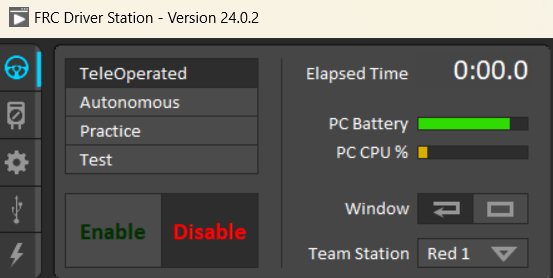 FRC Driver Station - Version 24.0.2
TeleOperated
Autonomous
Practice
Test
Enable
Disable
Elapsed Time 0:00.0
PC Battery
PC CPU %
Window
Team Station Red 1